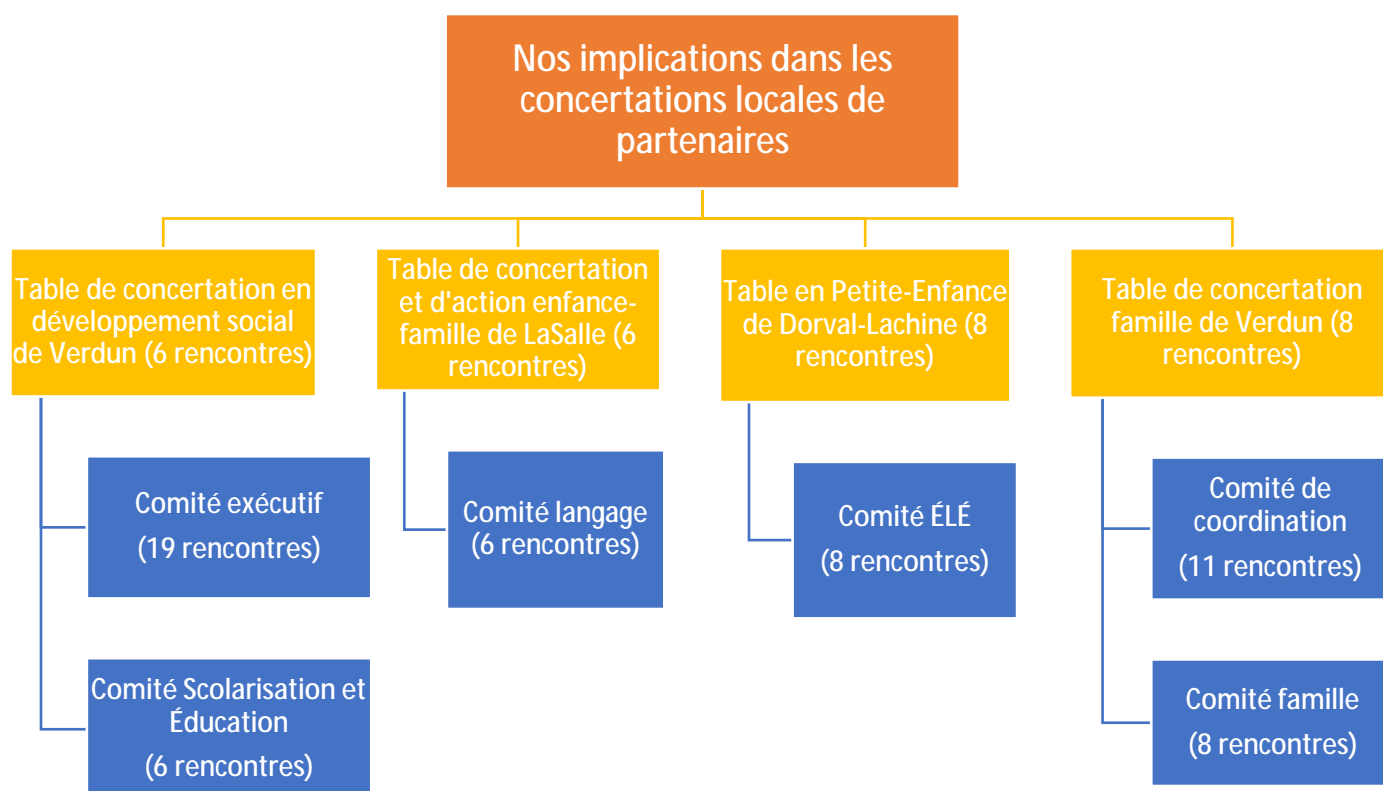 Nos implications dans les
concertations locales de
partenaires
Table de concertation en
développement social
de Verdun (6 rencontres)
Table de concertation
et d'action enfance-
famille de LaSalle (6
rencontres)
Table en Petite-Enfance
de Dorval-Lachine (8
rencontres)
Table de concertation
famille de Verdun (8
rencontres)
Comité exécutif
(19 rencontres)
Comité langage
(6 rencontres)
Comité ÉLÉ
(8 rencontres)
Comité de
coordination
(11 rencontres)
Comité Scolarisation et
Éducation
(6 rencontres)
Comité famille
(8 rencontres)